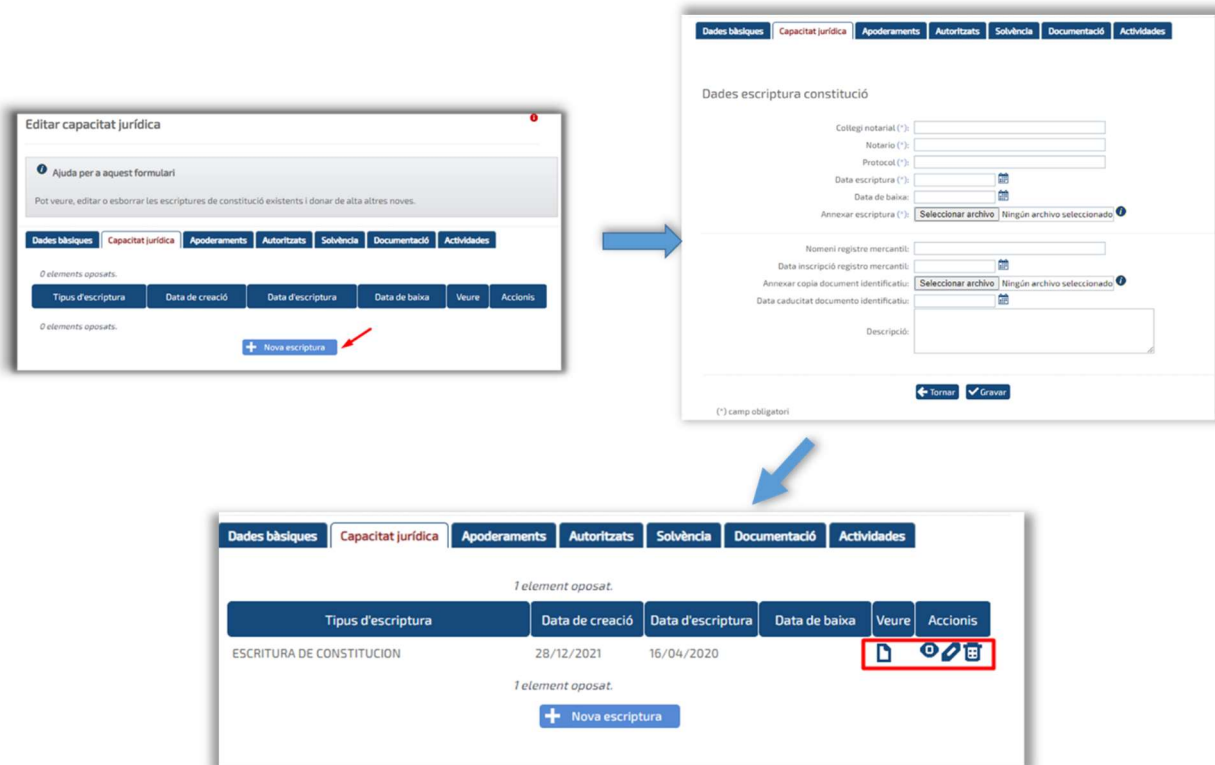 Editar capacitat jurídica
Ajuda per a aquest formulari
Pot veure, editar o esborrar les escriptures de constitució existents i donar de alta altres noves.
Dades bàsiques Capacitat jurídica Apoderaments Autoritzats Solvència Documentació Actividades
0 elements oposats.
Tipus d'escriptura Data de creació Data d'escriptura Data de baixa Veure Accionis
0 elements oposats.
Nova escriptura
Dades bàsiques Capacitat jurídica Apoderaments Autoritzats Solvència Documentació Actividades
Dades escriptura constitució
Collegi notarial (*):
Notario (*):
Protocol (*):
Data escriptura (*):
Data de baixa:
Annexar escriptura (*): Seleccionar archivo Ningún archivo seleccionado
Nomeni registre mercantil:
Data inscripció registro mercantil:
Annexar copia document identificatiu: Seleccionar archivo Ningún archivo seleccionado
Data caducitat documento identificatiu:
Descripció:
Tornar Gravar
(*) camp obligatori
Dades bàsiques Capacitat jurídica Apoderaments Autoritzats Solvència Documentació Actividades
1 element oposat.
Tipus d'escriptura Data de creació Data d'escriptura Data de baixa Veure Accionis
ESCRITURA DE CONSTITUCION 28/12/2021 16/04/2020
1 element oposat.
Nova escriptura